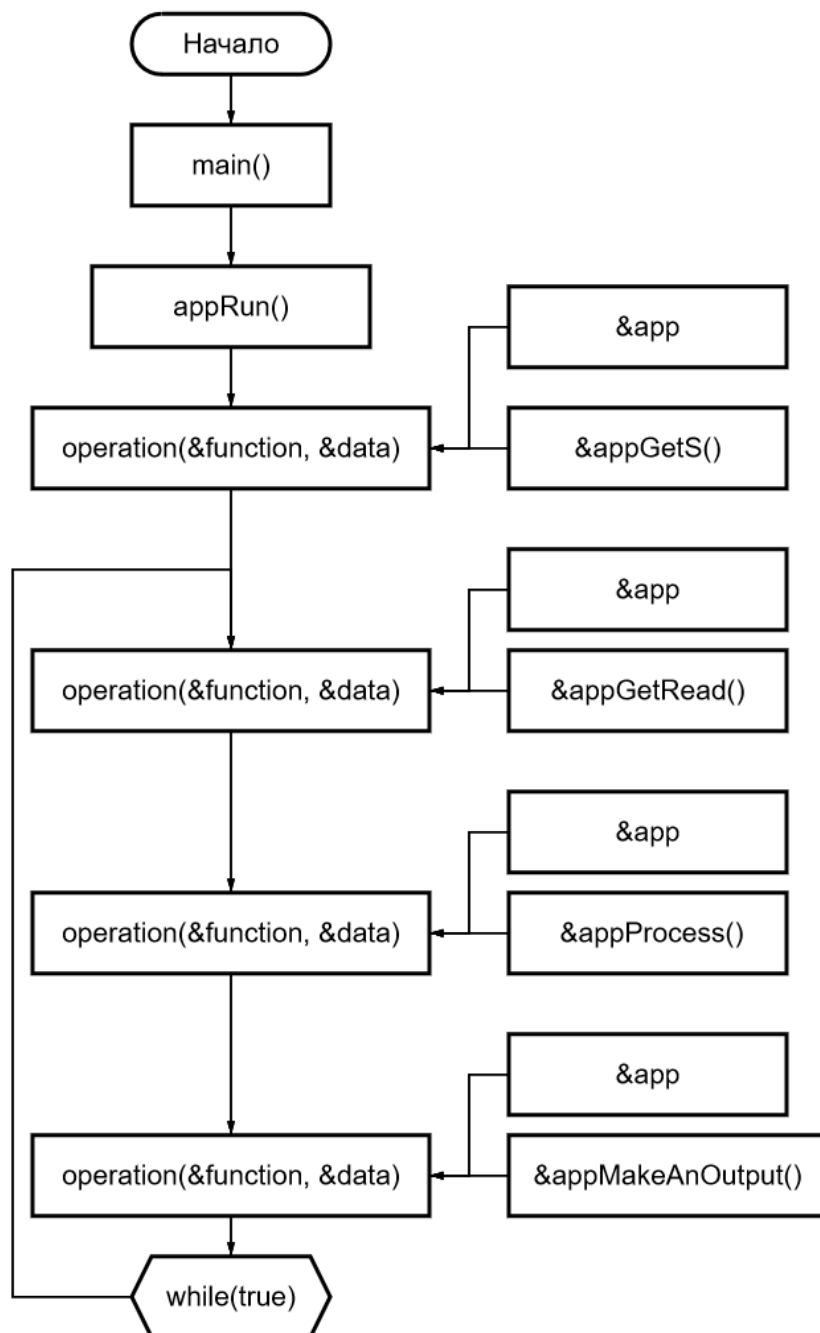 Начало
main()
appRun()
&app
operation(&function, &data)
&appGetS()
&app
operation(&function, &data)
&appGetRead()
&app
operation(&function, &data)
&appProcess()
&app
operation(&function, &data)
&appMakeAnOutput()
while(true)